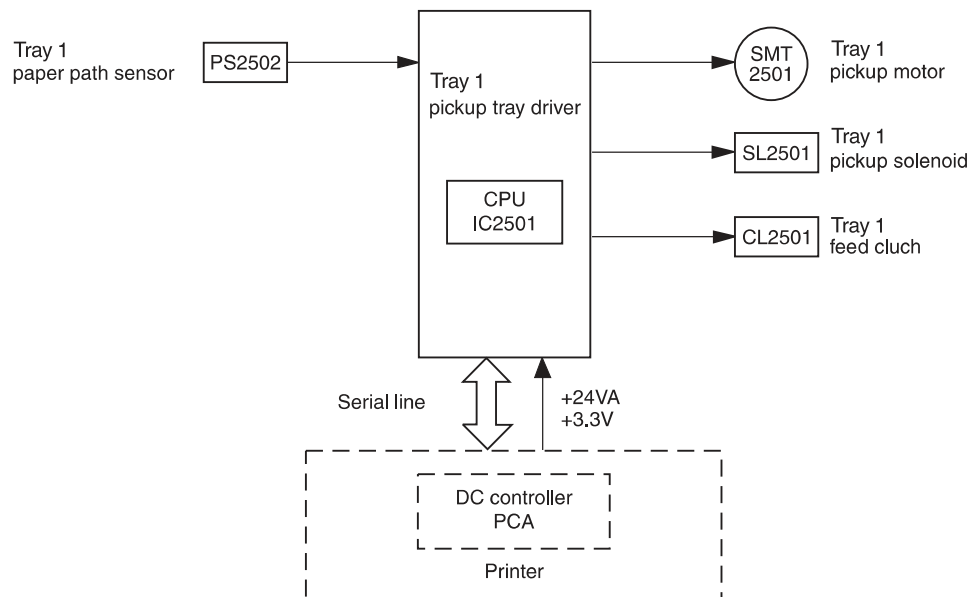 Tray 1
paper path sensor
PS2502
Tray 1
pickup tray driver
CPU
IC2501
SMT
2501
Tray 1
pickup motor
SL2501
Tray 1
pickup solenoid
CL2501
Tray 1
feed cluch
Serial line
+24VA
+3.3V
DC controller
PCA
Printer